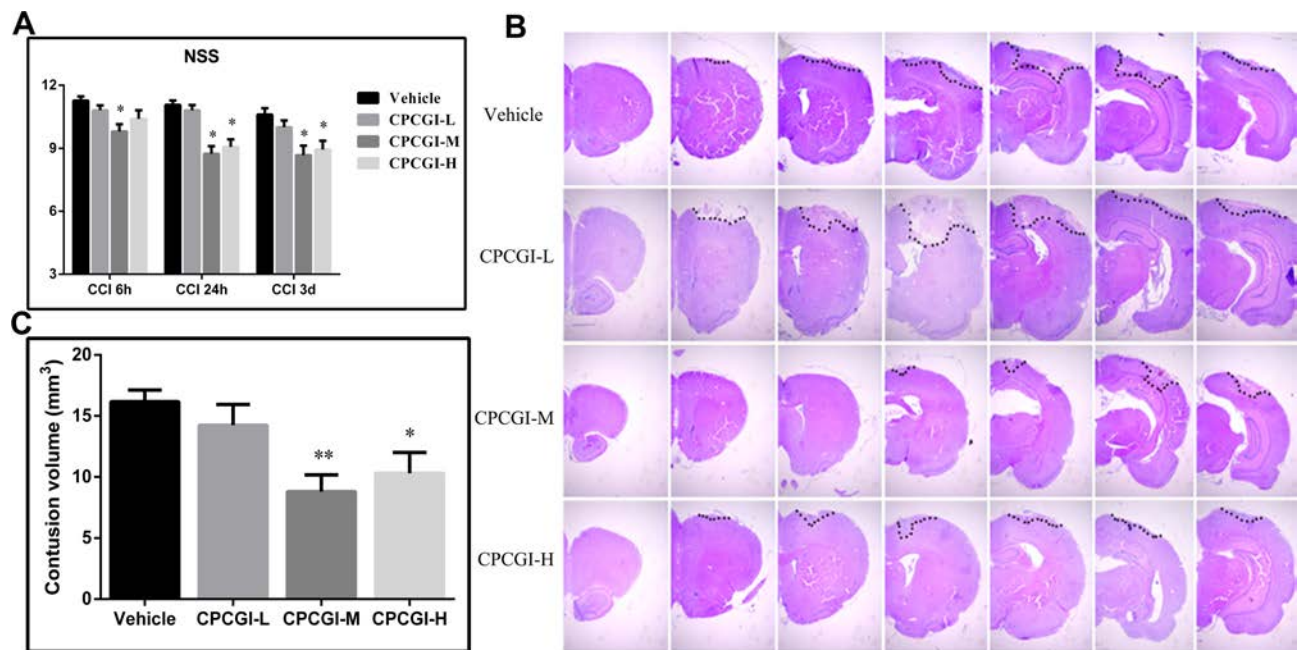 A
NSS
12
9
6
3
* * * * *
Vehicle
CPCGI-L
CPCGI-M
CPCGI-H
CCI 6h CCI 24h CCI 3d
B
Vehicle
CPCGI-L
CPCGI-M
CPCGI-H
C
Contusion volume (mm³)
20
15
10
5
0
** *
Vehicle CPCGI-L CPCGI-M CPCGI-H